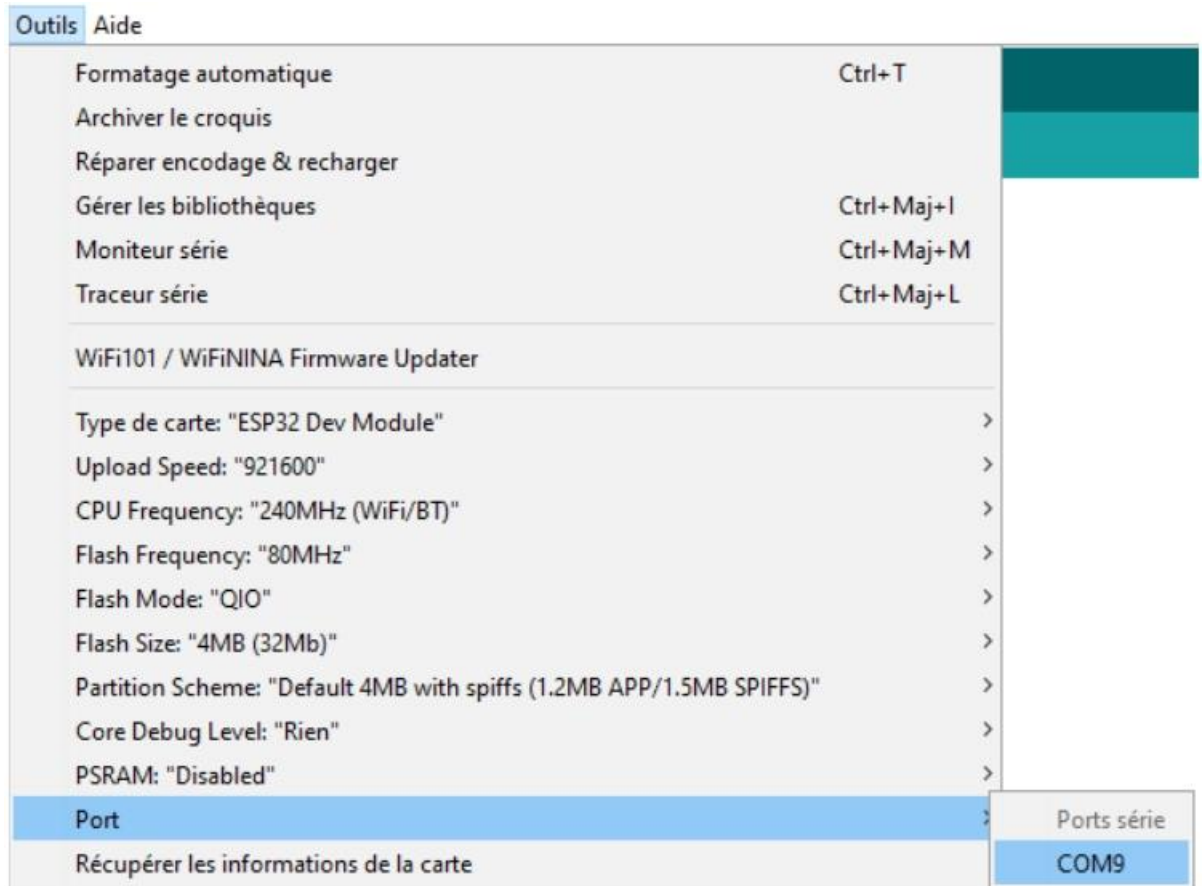 Outils Aide
Formatage automatique Ctrl+T
Archiver le croquis
Réparer encodage & recharger
Gérer les bibliothèques Ctrl+Maj+I
Moniteur série Ctrl+Maj+M
Traceur série Ctrl+Maj+L
WiFi101 / WiFiNINA Firmware Updater
Type de carte: "ESP32 Dev Module"
Upload Speed: "921600"
CPU Frequency: "240MHz (WiFi/BT)"
Flash Frequency: "80MHz"
Flash Mode: "QIO"
Flash Size: "4MB (32Mb)"
Partition Scheme: "Default 4MB with spiffs (1.2MB APP/1.5MB SPIFFS)"
Core Debug Level: "Rien"
PSRAM: "Disabled"
Port Ports série
Récupérer les informations de la carte COM9